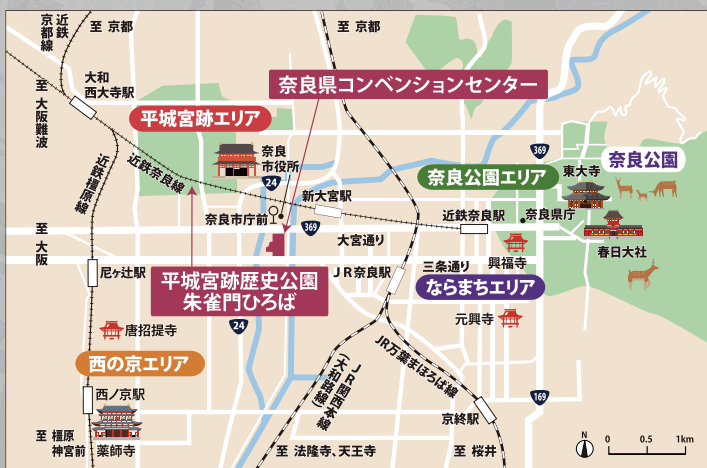 近鉄
京都線
至 京都
至 京都
大和
西大寺駅
奈良県コンベンションセンター
至 大阪難波
平城宮跡エリア
369
奈良公園
奈良
市役所
東大寺
近鉄奈良線
24
奈良公園エリア
近鉄橿原線
新大宮駅
近鉄奈良駅
奈良県庁
奈良市庁前
369
大宮通り
春日大社
至 大阪
興福寺
尼ヶ辻駅
平城宮跡歴史公園
朱雀門ひろば
JR奈良駅
三条通り
ならまちエリア
24
元興寺
唐招提寺
西の京エリア
JR万葉まほろば線
JR関西本線
(大和路線)
西ノ京駅
169
京終駅
至 橿原
神宮前
薬師寺
至 法隆寺、天王寺
至 桜井
N
0 0.5 1km